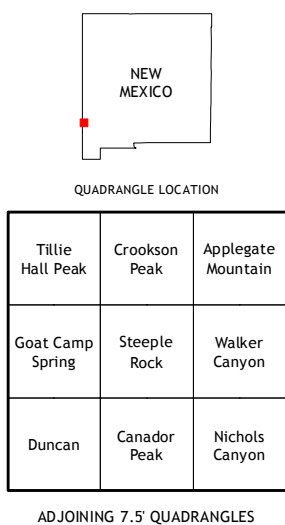 NEW
MEXICO
QUADRANGLE LOCATION
Tillie
Hall Peak
Crookson
Peak
Applegate
Mountain
Goat Camp
Spring
Steeple
Rock
Walker
Canyon
Duncan
Canador
Peak
Nichols
Canyon
ADJOINING 7.5' QUADRANGLES